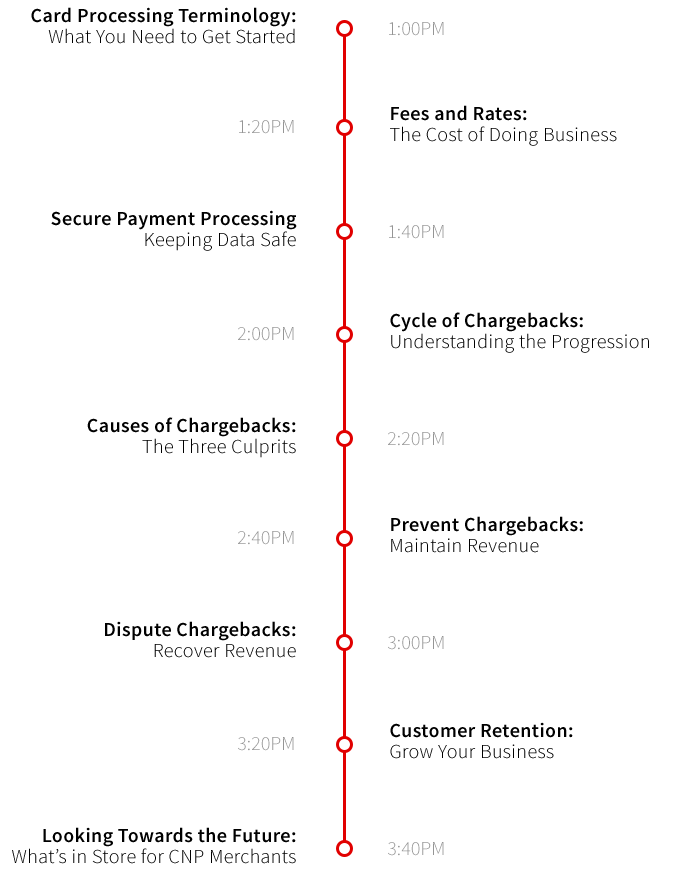 Card Processing Terminology:
What You Need to Get Started
1:00PM
1:20PM
Fees and Rates:
The Cost of Doing Business
Secure Payment Processing
Keeping Data Safe
1:40PM
2:00PM
Cycle of Chargebacks:
Understanding the Progression
Causes of Chargebacks:
The Three Culprits
2:20PM
2:40PM
Prevent Chargebacks:
Maintain Revenue
Dispute Chargebacks:
Recover Revenue
3:00PM
3:20PM
Customer Retention:
Grow Your Business
Looking Towards the Future:
What’s in Store for CNP Merchants
3:40PM